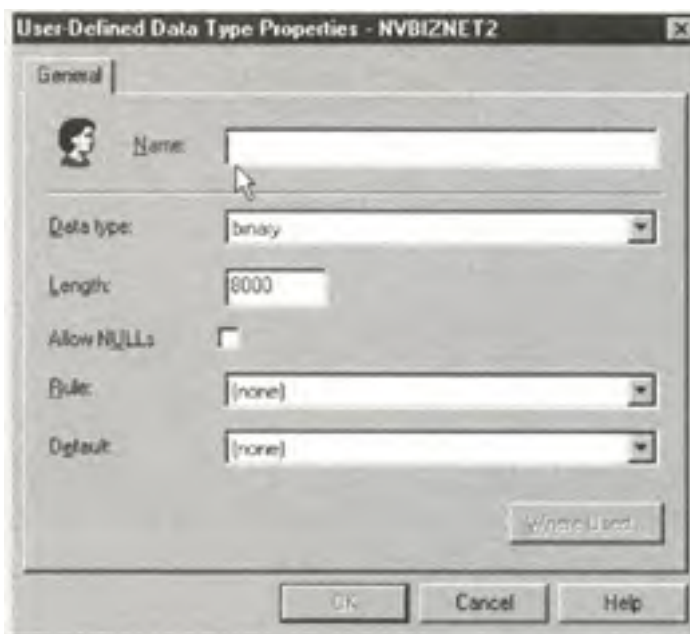 User-Defined Data Type Properties - NVBIZNET2
General
Name:
Data type: binary
Length: 8000
Allow NULLs
Rule: (none)
Default: (none)
Where Used...
OK Cancel Help